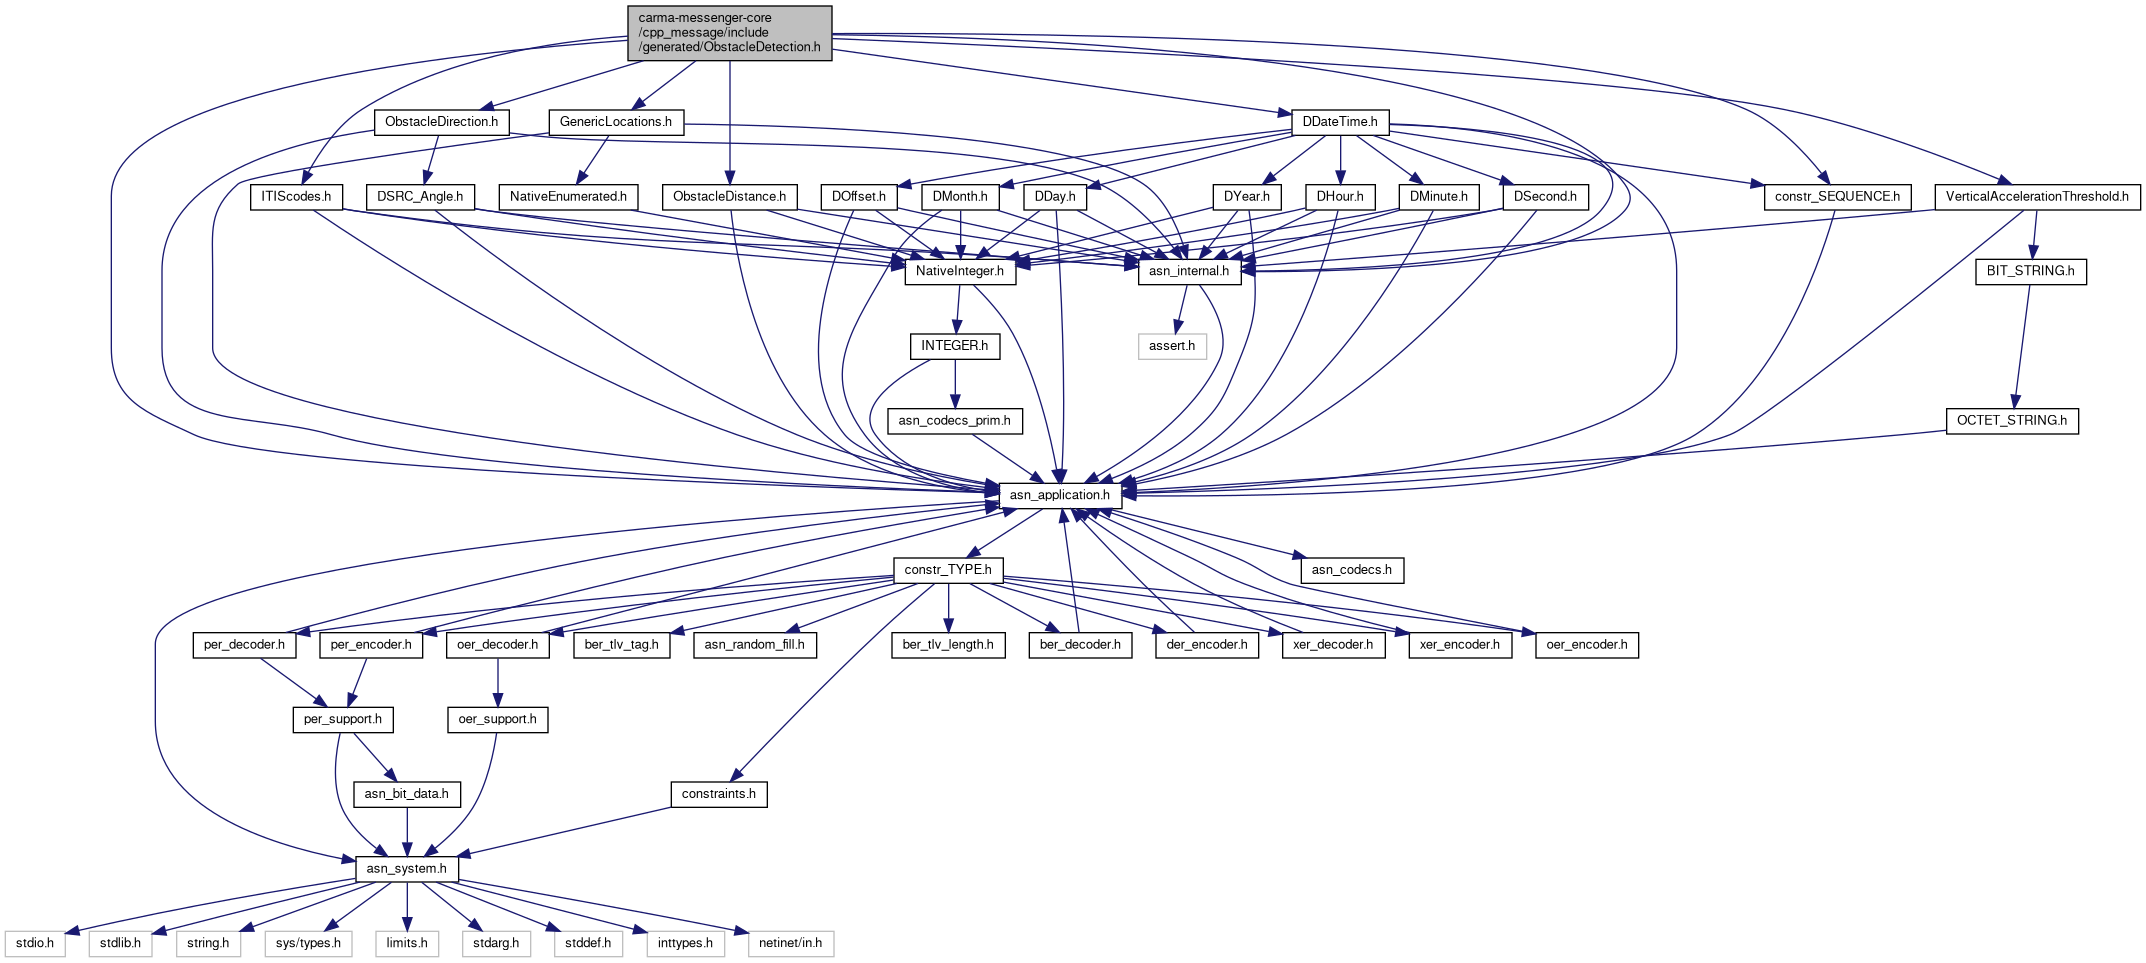 carma-messenger-core
/cpp_message/include
/generated/ObstacleDetection.h
ObstacleDirection.h
GenericLocations.h
DDateTime.h
ITIScodes.h
DSRC_Angle.h
NativeEnumerated.h
ObstacleDistance.h
DOffset.h
DMonth.h
DDay.h
DYear.h
DHour.h
DMinute.h
DSecond.h
constr_SEQUENCE.h
VerticalAccelerationThreshold.h
NativeInteger.h
asn_internal.h
BIT_STRING.h
INTEGER.h
assert.h
asn_codecs_prim.h
OCTET_STRING.h
asn_application.h
constr_TYPE.h
asn_codecs.h
per_decoder.h
per_encoder.h
oer_decoder.h
ber_tlv_tag.h
asn_random_fill.h
ber_tlv_length.h
ber_decoder.h
der_encoder.h
xer_decoder.h
xer_encoder.h
oer_encoder.h
per_support.h
oer_support.h
asn_bit_data.h
constraints.h
asn_system.h
stdio.h
stdlib.h
string.h
sys/types.h
limits.h
stdarg.h
stddef.h
inttypes.h
netinet/in.h